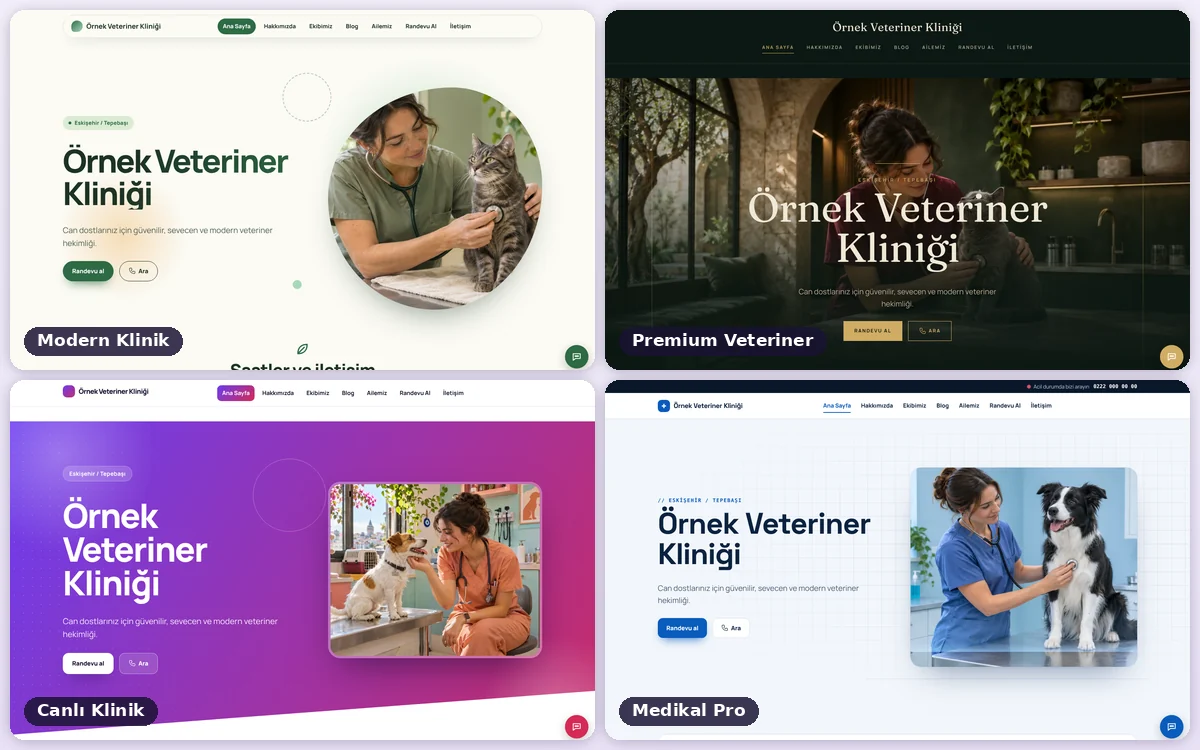 Örnek Veteriner Kliniği
Ana Sayfa Hakkımızda Ekibimiz Blog Ailemiz Randevu Al İletişim
Eskişehir / Tepebaşı
Örnek Veteriner
Kliniği
Can dostlarınız için güvenilir, sevecen ve modern veteriner
hekimliği.
Randevu al Ara
Saatler ve iletişim
Modern Klinik
Örnek Veteriner Kliniği
ANA SAYFA HAKKIMIZDA EKİBİMİZ BLOG AİLEMİZ RANDEVU AL İLETİŞİM
ESKİŞEHİR / TEPEBAŞI
Örnek Veteriner
Kliniği
Can dostlarınız için güvenilir, sevecen ve modern veteriner
hekimliği.
RANDEVU AL ARA
Premium Veteriner
Örnek Veteriner Kliniği
Ana Sayfa Hakkımızda Ekibimiz Blog Ailemiz Randevu Al İletişim
Eskişehir / Tepebaşı
Örnek
Veteriner
Kliniği
Can dostlarınız için güvenilir, sevecen ve modern veteriner
hekimliği.
Randevu al Ara
Canlı Klinik
Acil durumda bizi arayın 0222 000 00 00
Örnek Veteriner Kliniği
Ana Sayfa Hakkımızda Ekibimiz Blog Ailemiz Randevu Al İletişim
// ESKİŞEHİR / TEPEBAŞI
Örnek Veteriner
Kliniği
Can dostlarınız için güvenilir, sevecen ve modern veteriner
hekimliği.
Randevu al Ara
Medikal Pro